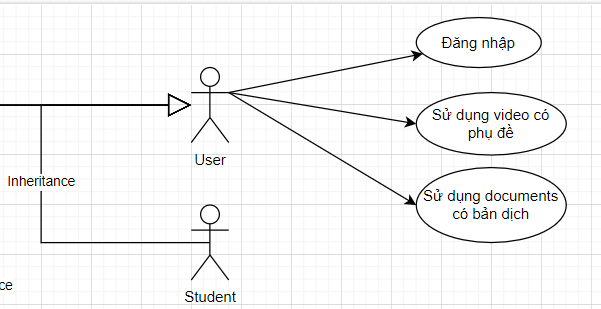 Đăng nhập
Sử dụng video có
phụ đề
User
Inheritance
Sử dụng documents
có bản dịch
ce
Student